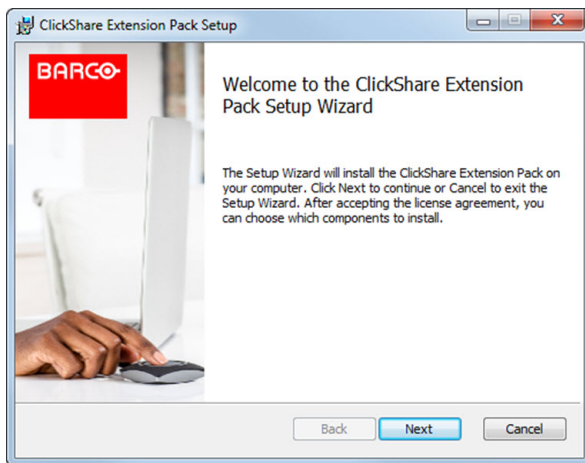 ClickShare Extension Pack Setup
BARCO
Welcome to the ClickShare Extension
Pack Setup Wizard
The Setup Wizard will install the ClickShare Extension Pack on
your computer. Click Next to continue or Cancel to exit the
Setup Wizard. After accepting the license agreement, you
can choose which components to install.
Back Next Cancel